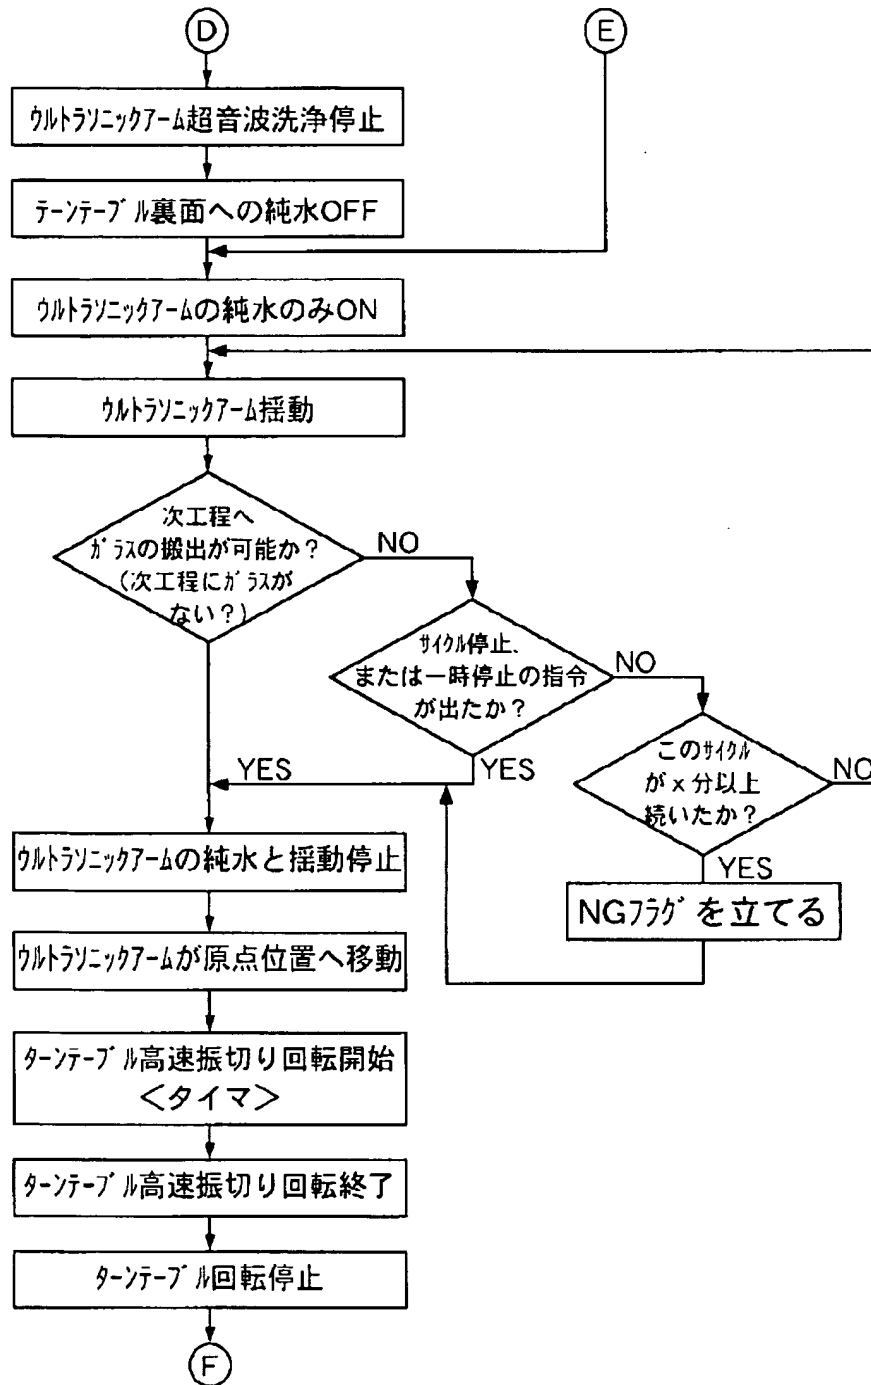 D
E
ウルトラソニックアーム超音波洗浄停止
テーンテーブル裏面への純水OFF
ウルトラソニックアームの純水のみON
ウルトラソニックアーム揺動
次工程へ
ガラスの搬出が可能か？
(次工程にガラスが
ない？)
NO
サイクル停止、
または一時停止の指令
が出たか？
NO
このサイクル
がx分以上
続いたか？
NO
YES
YES
YES
NGフラグを立てる
ウルトラソニックアームの純水と揺動停止
ウルトラソニックアームが原点位置へ移動
ターンテーブル高速振切り回転開始
＜タイマ＞
ターンテーブル高速振切り回転終了
ターンテーブル回転停止
F